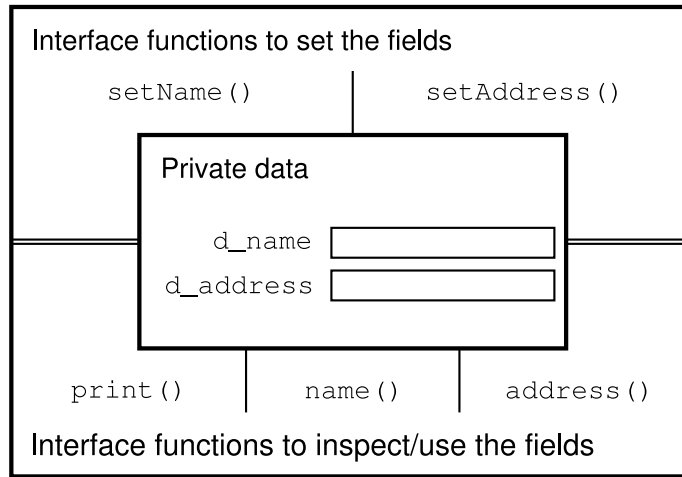 Interface functions to set the fields
setName() setAddress()
Private data
d_name
d_address
print() name() address()
Interface functions to inspect/use the fields